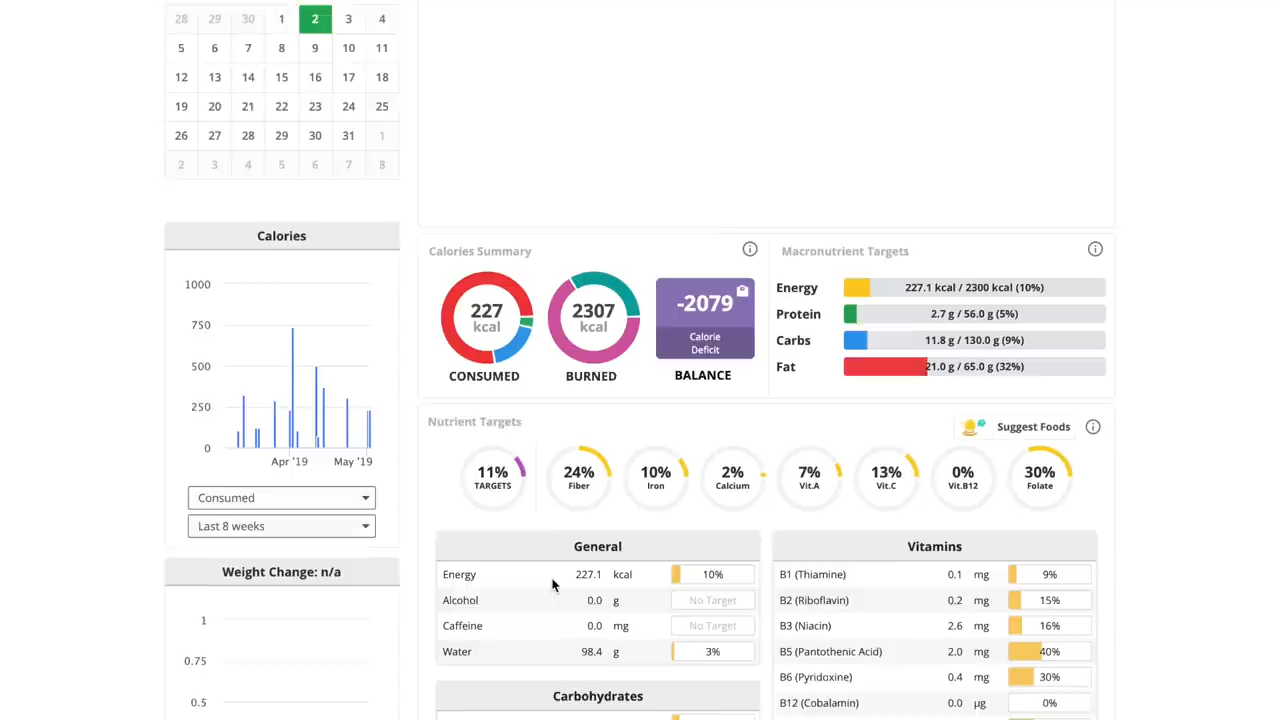 28 29 30 1 2 3 4
5 6 7 8 9 10 11
12 13 14 15 16 17 18
19 20 21 22 23 24 25
26 27 28 29 30 31 1
2 3 4 5 6 7 8
Calories
1000
750
500
250
0
Apr '19 May '19
Consumed
Last 8 weeks
Weight Change: n/a
1
0.75
0.5
Calories Summary
227
kcal
CONSUMED
2307
kcal
BURNED
-2079
Calorie
Deficit
BALANCE
Macronutrient Targets
Energy 227.1 kcal / 2300 kcal (10%)
Protein 2.7 g / 56.0 g (5%)
Carbs 11.8 g / 130.0 g (9%)
Fat 21.0 g / 65.0 g (32%)
Nutrient Targets
Suggest Foods
11%
TARGETS
24%
Fiber
10%
Iron
2%
Calcium
7%
Vit.A
13%
Vit.C
0%
Vit.B12
30%
Folate
General
Energy 227.1 kcal 10%
Alcohol 0.0 g No Target
Caffeine 0.0 mg No Target
Water 98.4 g 3%
Carbohydrates
Vitamins
B1 (Thiamine) 0.1 mg 9%
B2 (Riboflavin) 0.2 mg 15%
B3 (Niacin) 2.6 mg 16%
B5 (Pantothenic Acid) 2.0 mg 40%
B6 (Pyridoxine) 0.4 mg 30%
B12 (Cobalamin) 0.0 µg 0%